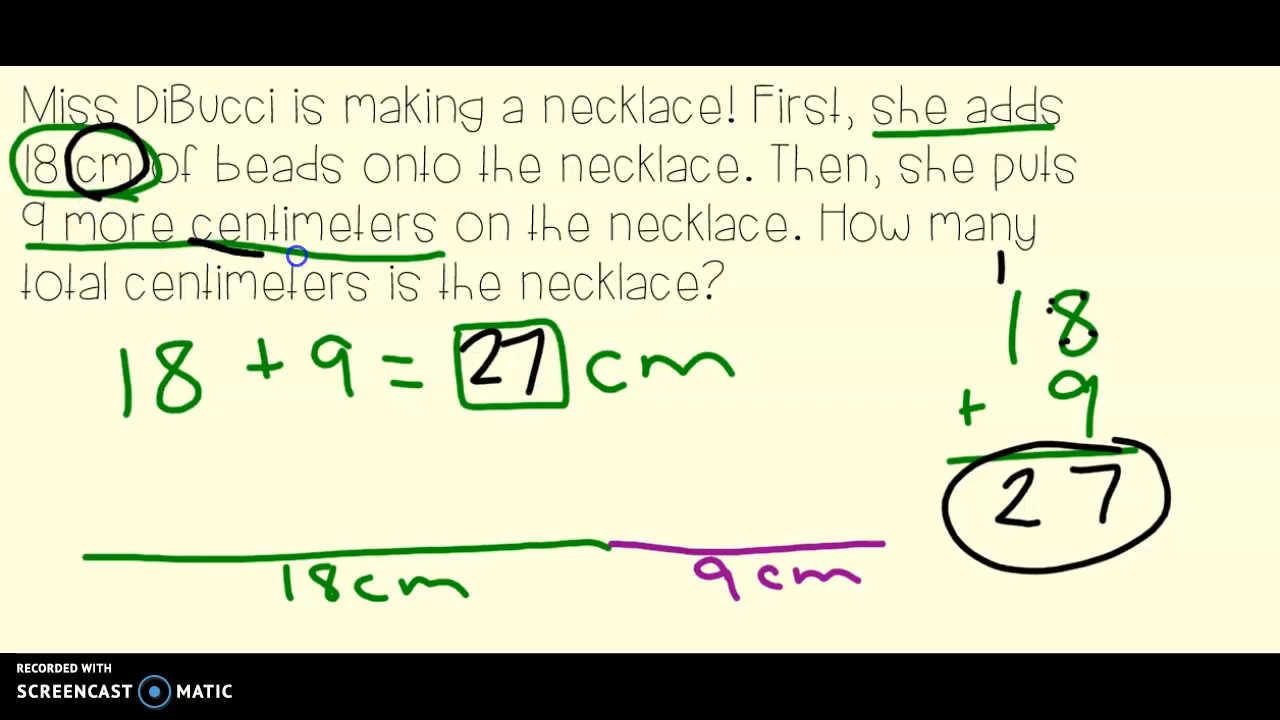 Miss DiBucci is making a necklace! First, she adds
18 cm of beads onto the necklace. Then, she puts
9 more centimeters on the necklace. How many
total centimeters is the necklace?
18 + 9 = 27 cm
1
18
+ 9
27
18cm
9cm
RECORDED WITH
SCREENCAST MATIC